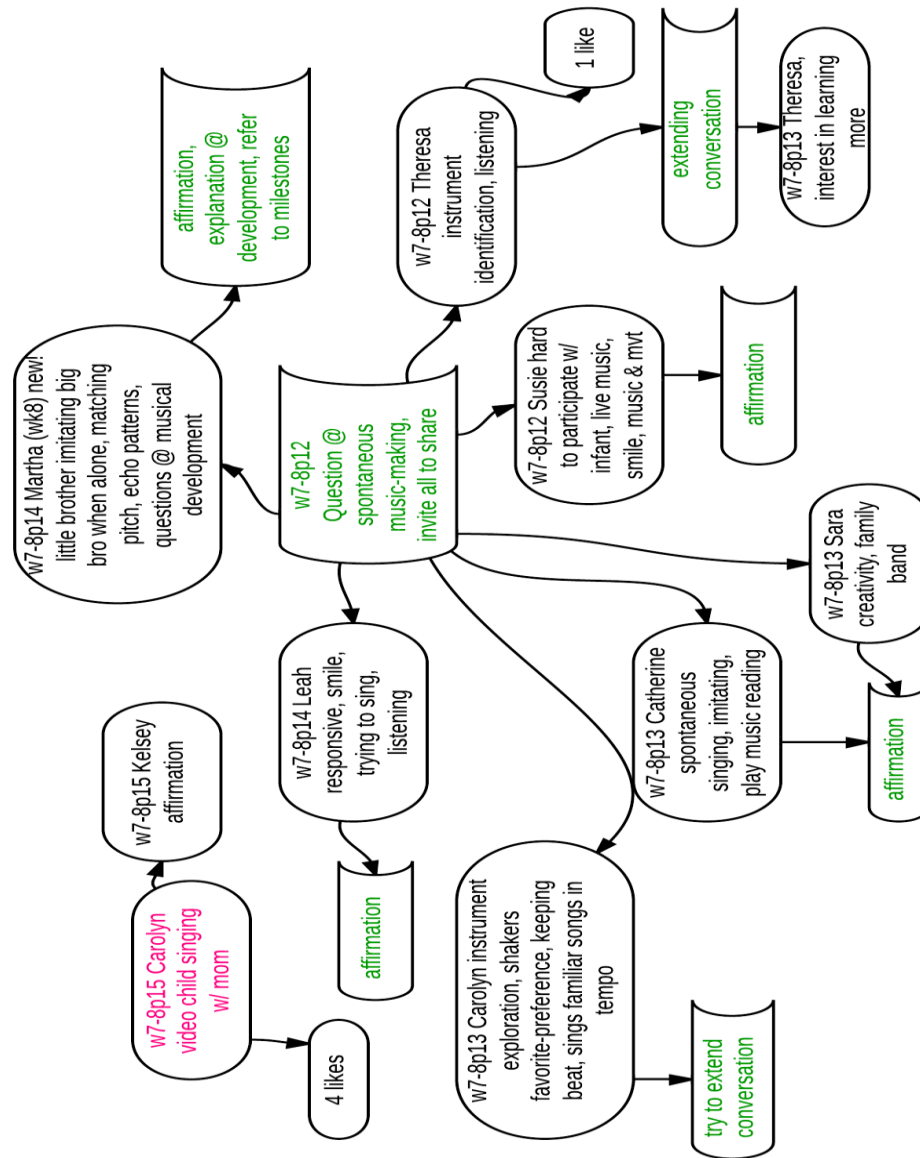 w7-8p15 Carolyn
video child singing
w/ mom
w7-8p15 Kelsey
affirmation
4 likes
w7-8p14 Martha (wk8) new!
little brother imitating big
bro when alone, matching
pitch, echo patterns,
questions @ musical
development
affirmation,
explanation @
development, refer
to milestones
w7-8p14 Leah
responsive, smile,
trying to sing,
listening
affirmation
w7-8p12
Question @
spontaneous
music-making,
invite all to share
w7-8p12 Theresa
instrument
identification, listening
1 like
extending
conversation
w7-8p13 Theresa,
interest in learning
more
w7-8p12 Susie hard
to participate w/
infant, live music,
smile, music & mvt
affirmation
w7-8p13 Carolyn instrument
exploration, shakers
favorite-preference, keeping
beat, sings familiar songs in
tempo
try to extend
conversation
w7-8p13 Catherine
spontaneous
singing, imitating,
play music reading
w7-8p13 Sara
creativity, family
band
affirmation